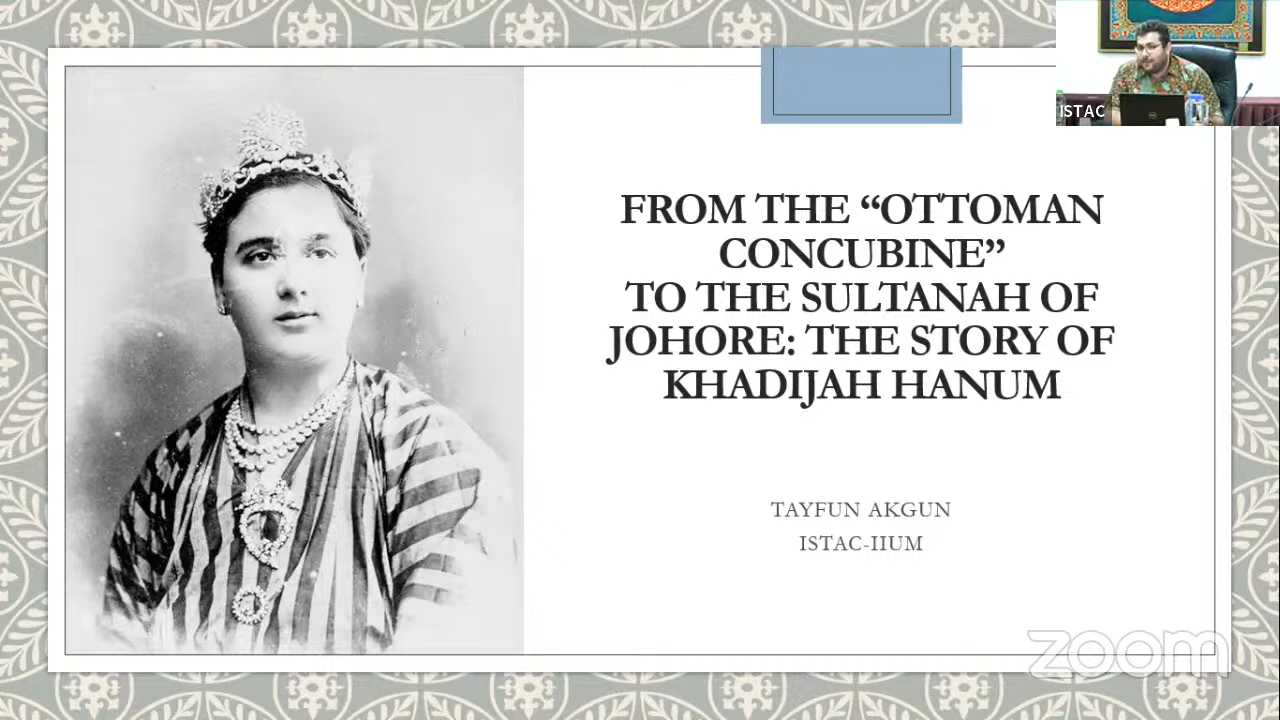 ISTAC
FROM THE “OTTOMAN
CONCUBINE”
TO THE SULTANAH OF
JOHORE: THE STORY OF
KHADIJAH HANUM
TAYFUN AKGUN
ISTAC-IIUM
zoom